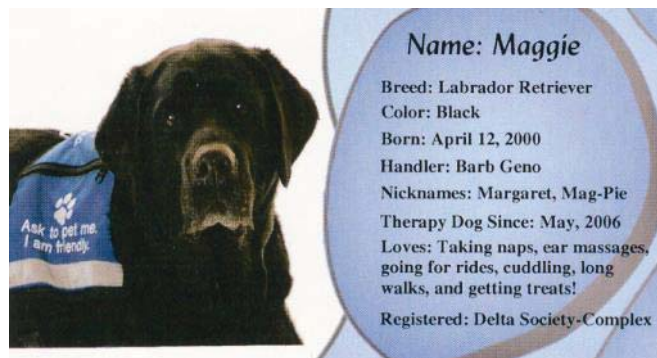 Name: Maggie
Breed: Labrador Retriever
Color: Black
Born: April 12, 2000
Handler: Barb Geno
Nicknames: Margaret, Mag-Pie
Therapy Dog Since: May, 2006
Loves: Taking naps, ear massages,
going for rides, cuddling, long
walks, and getting treats!
Registered: Delta Society-Complex
Ask to pet me.
I am friendly.